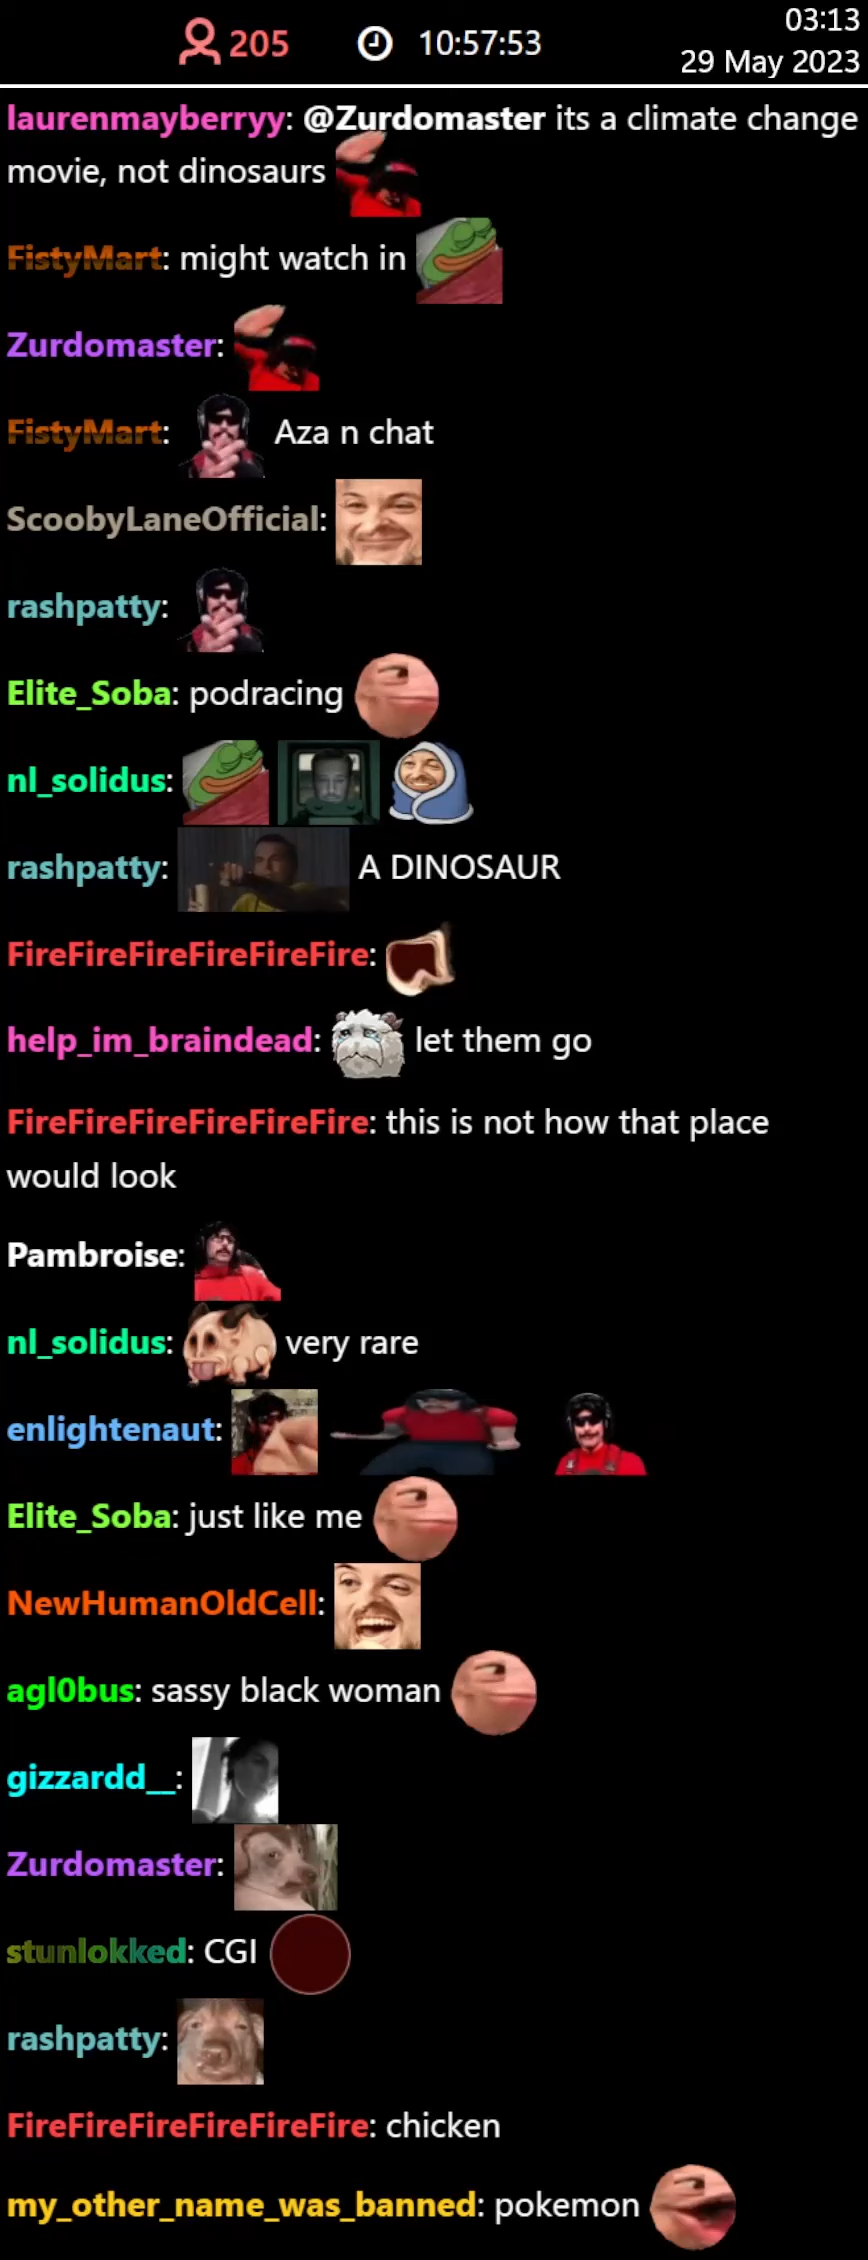 205 10:57:53 03:13
29 May 2023
laurenmayberryy: @Zurdomaster its a climate change
movie, not dinosaurs
FistyMart: might watch in
Zurdomaster:
FistyMart: Aza n chat
ScoobyLaneOfficial:
rashpatty:
Elite_Soba: podracing
nl_solidus:
rashpatty: A DINOSAUR
FireFireFireFireFireFire:
help_im_braindead: let them go
FireFireFireFireFireFire: this is not how that place
would look
Pambroise:
nl_solidus: very rare
enlightenaut:
Elite_Soba: just like me
NewHumanOldCell:
agl0bus: sassy black woman
gizzardd__:
Zurdomaster:
stunlokked: CGI
rashpatty:
FireFireFireFireFireFire: chicken
my_other_name_was_banned: pokemon